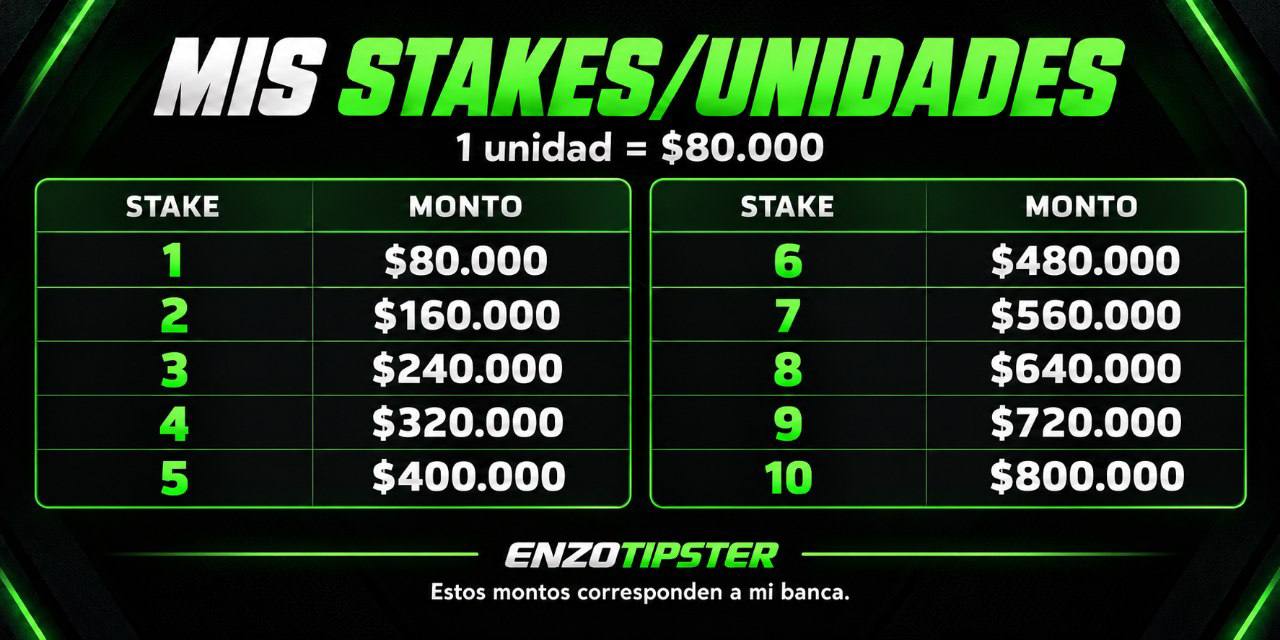 MIS STAKES/UNIDADES
1 unidad = $80.000
STAKE MONTO
1 $80.000
2 $160.000
3 $240.000
4 $320.000
5 $400.000
STAKE MONTO
6 $480.000
7 $560.000
8 $640.000
9 $720.000
10 $800.000
ENZOTIPSTER
Estos montos corresponden a mi banca.